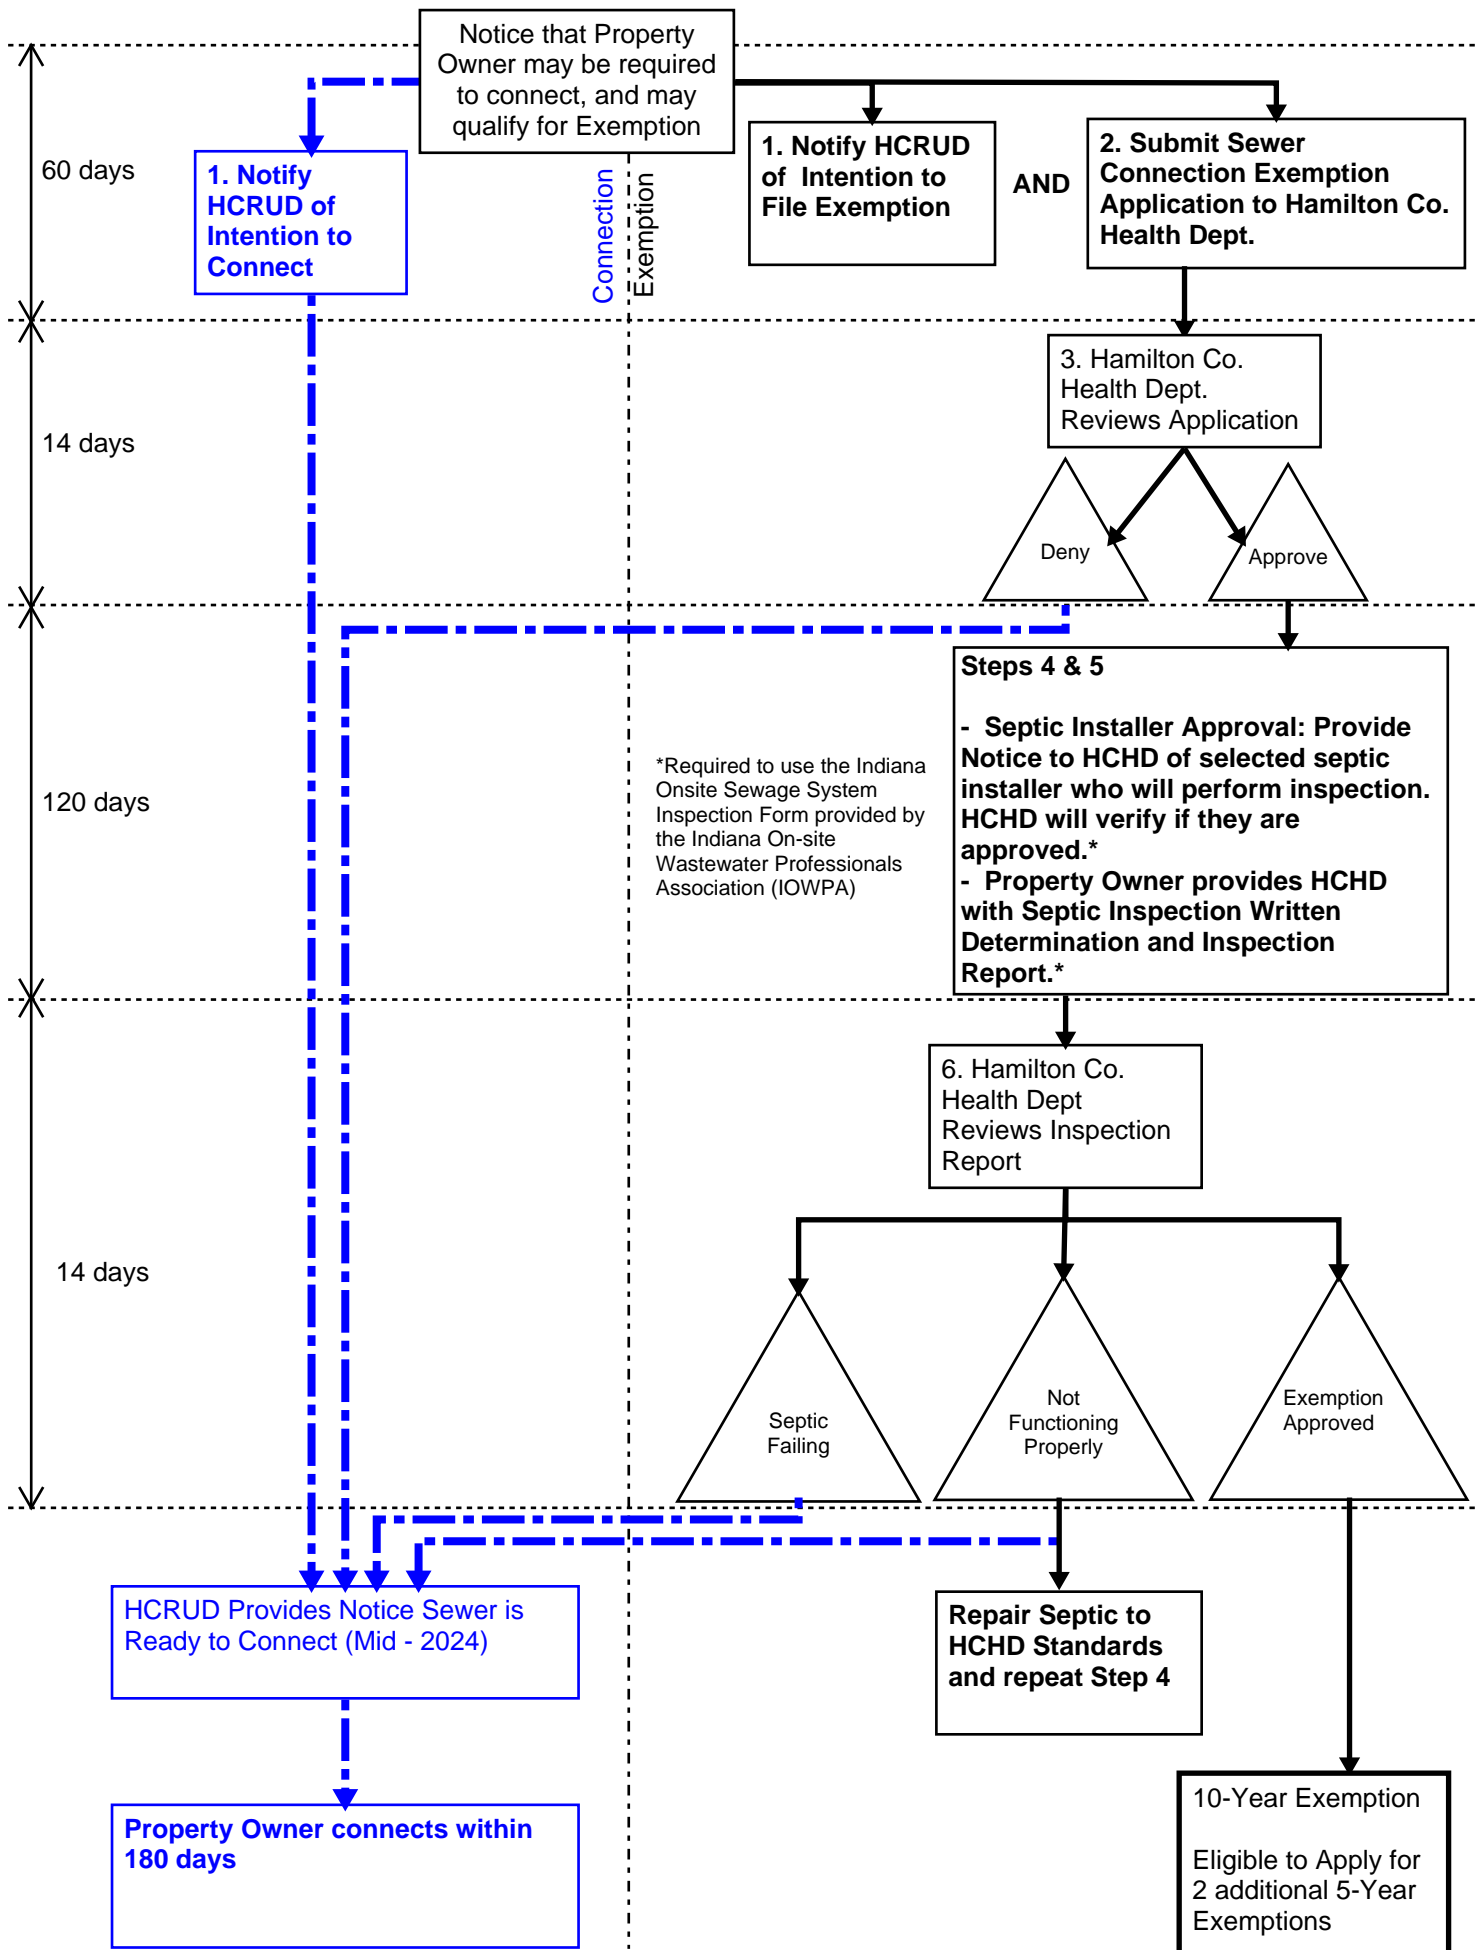 Notice that Property
Owner may be required
to connect, and may
qualify for Exemption
60 days
1. Notify
HCRUD of
Intention to
Connect
Connection
Exemption
1. Notify HCRUD
of Intention to
File Exemption
AND
2. Submit Sewer
Connection Exemption
Application to Hamilton Co.
Health Dept.
14 days
3. Hamilton Co.
Health Dept.
Reviews Application
Deny
Approve
120 days
*Required to use the Indiana
Onsite Sewage System
Inspection Form provided by
the Indiana On-site
Wastewater Professionals
Association (IOWPA)
Steps 4 & 5
- Septic Installer Approval: Provide
Notice to HCHD of selected septic
installer who will perform inspection.
HCHD will verify if they are
approved.*
- Property Owner provides HCHD
with Septic Inspection Written
Determination and Inspection
Report.*
14 days
6. Hamilton Co.
Health Dept
Reviews Inspection
Report
Septic
Failing
Not
Functioning
Properly
Exemption
Approved
HCRUD Provides Notice Sewer is
Ready to Connect (Mid - 2024)
Repair Septic to
HCHD Standards
and repeat Step 4
Property Owner connects within
180 days
10-Year Exemption
Eligible to Apply for
2 additional 5-Year
Exemptions